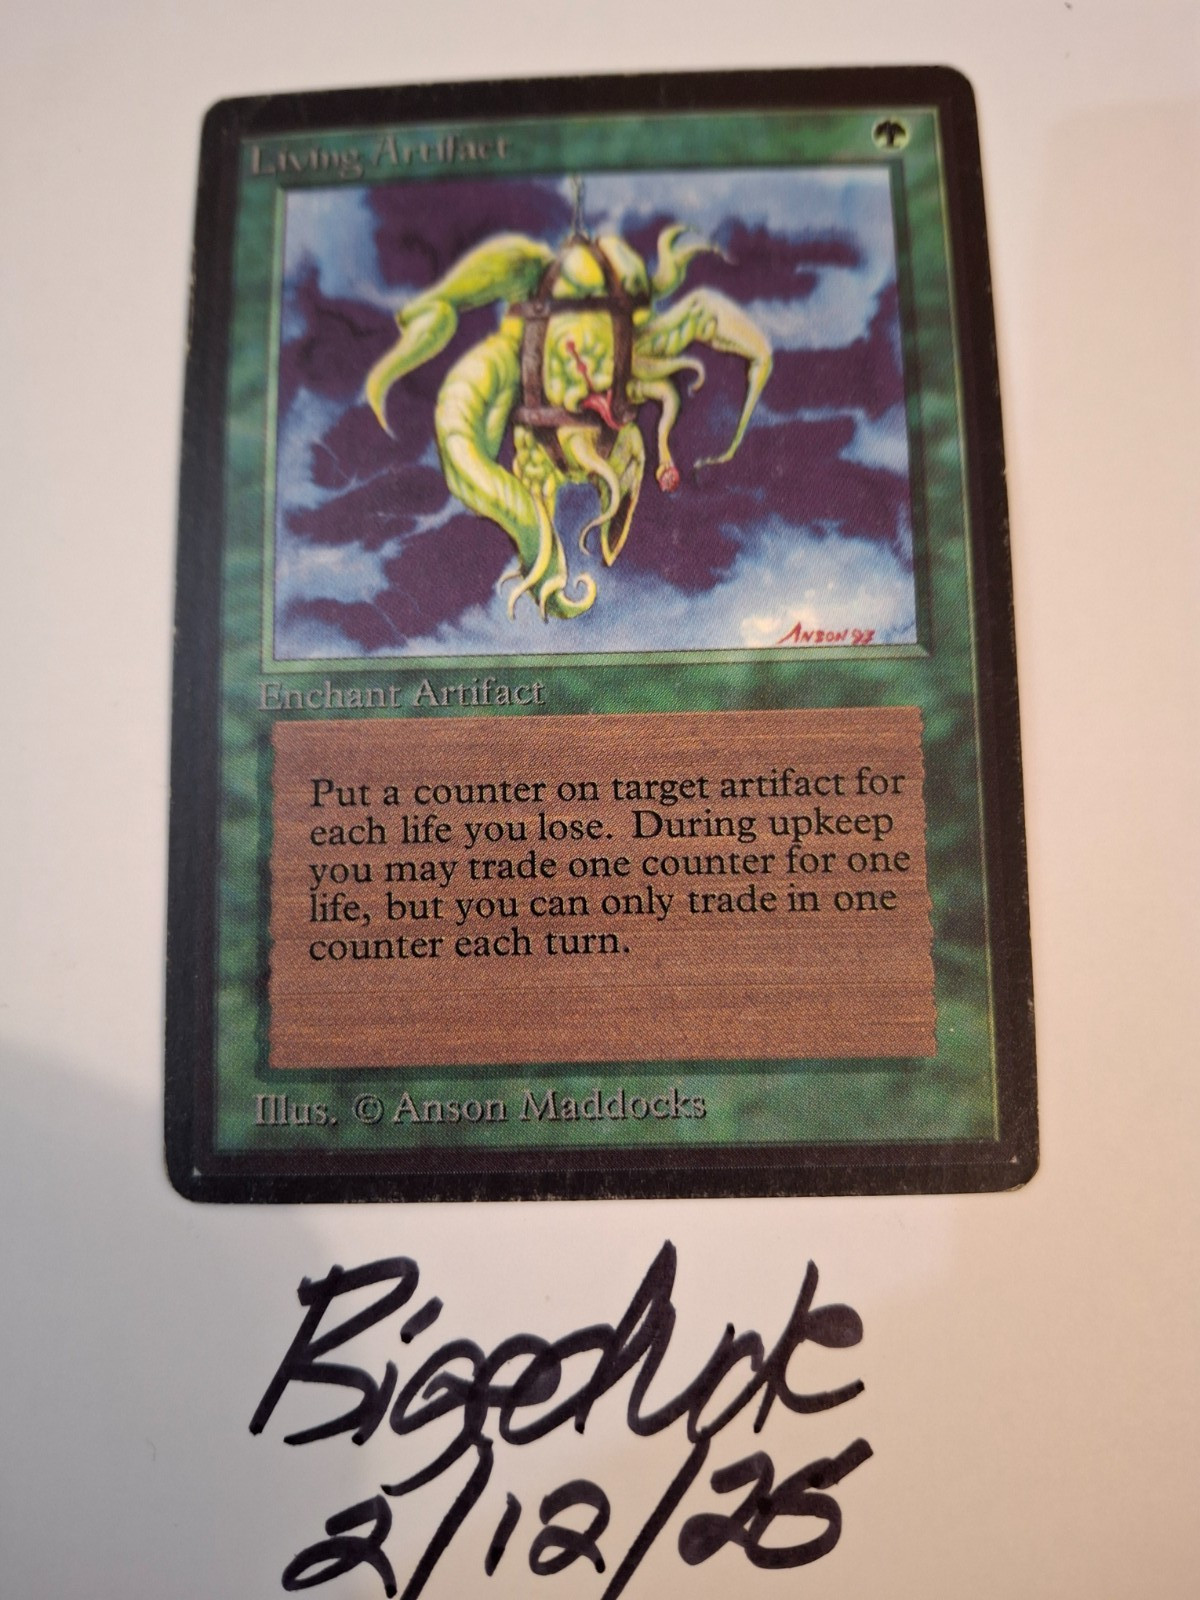 Living Artifact
ANSON 93
Enchant Artifact
Put a counter on target artifact for
each life you lose. During upkeep
you may trade one counter for one
life, but you can only trade in one
counter each turn.
Illus. © Anson Maddocks
2/12/25